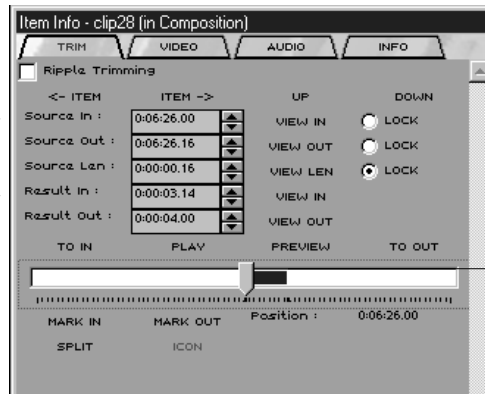 Item Info - clip28 (in Composition)
TRIM VIDEO AUDIO INFO
Ripple Trimming
<- ITEM ITEM -> UP DOWN
Source In : 0:06:26.00 VIEW IN LOCK
Source Out : 0:06:26.16 VIEW OUT LOCK
Source Len : 0:00:00.16 VIEW LEN LOCK
Result In : 0:00:03.14 VIEW IN
Result Out : 0:00:04.00 VIEW OUT
TO IN PLAY PREVIEW TO OUT
MARK IN MARK OUT Position : 0:06:26.00
SPLIT ICON